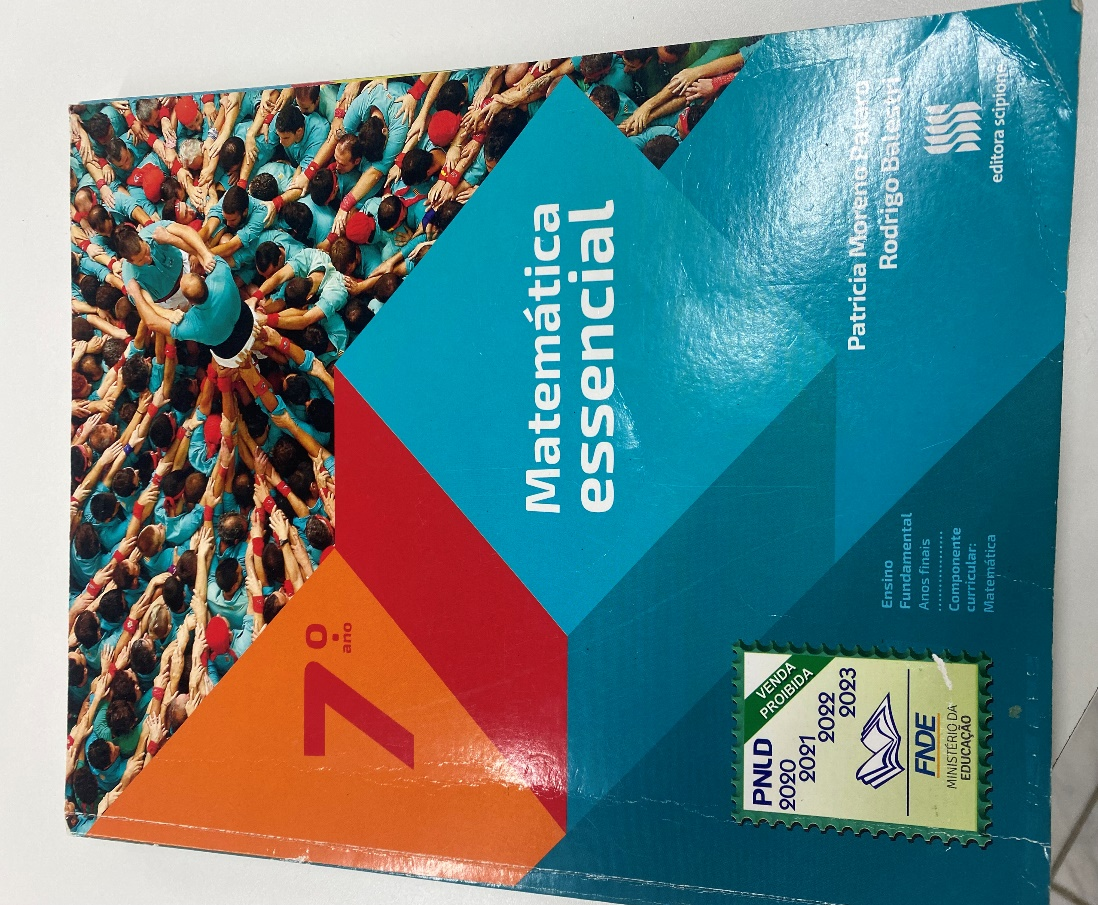 7º
ano
Matemática
essencial
Patricia Moreno Pataro
Rodrigo Balestri
editora scipione
Ensino
Fundamental
Anos finais
Componente
curricular:
Matemática
VENDA
PROIBIDA
PNLD
2020
2021
2022
2023
FNDE
MINISTÉRIO DA
EDUCAÇÃO